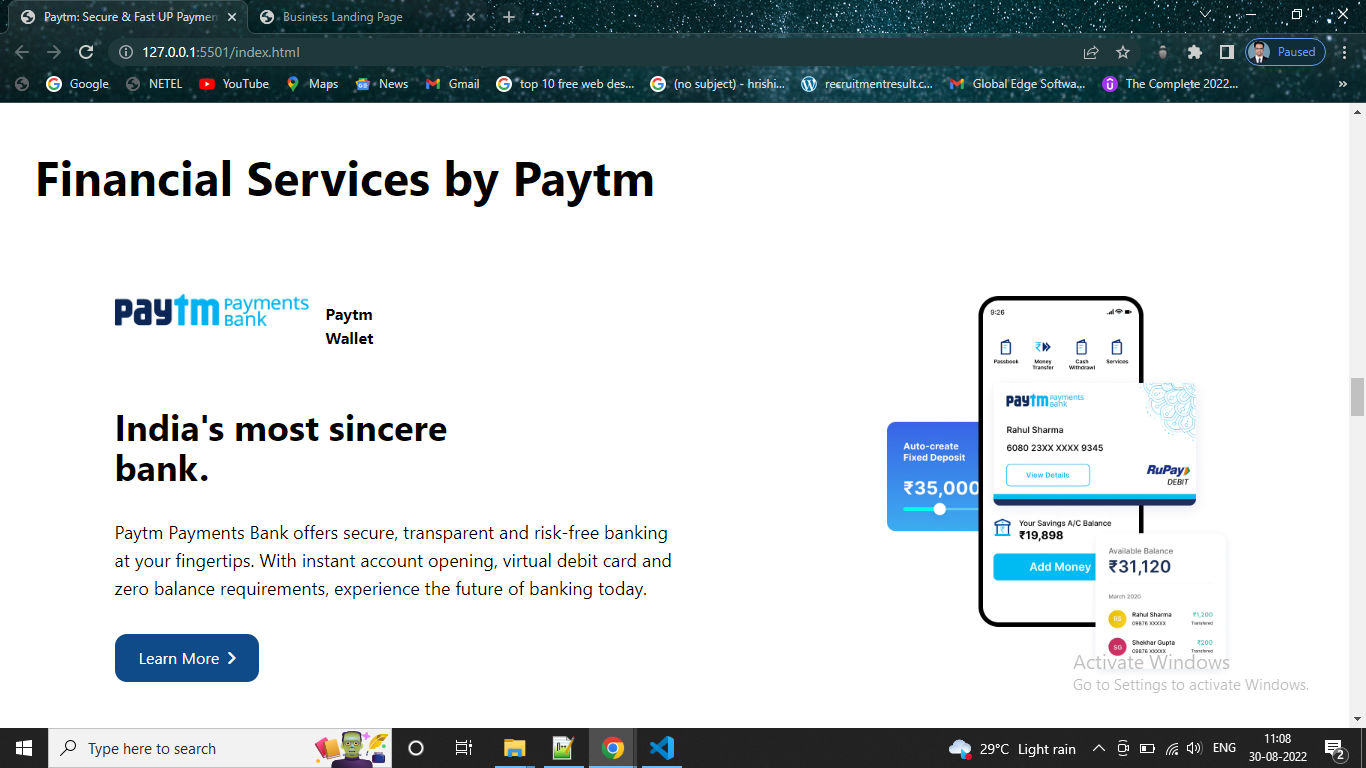 Paytm: Secure & Fast UP Paymen
Business Landing Page
127.0.0.1:5501/index.html
Paused
Google
NETEL
YouTube
Maps
News
Gmail
top 10 free web des...
(no subject) - hrishi...
recruitmentresult.c...
Global Edge Softwa...
The Complete 2022...
»
Financial Services by Paytm
paytm payments
Bank
Paytm
Wallet
India's most sincere
bank.
Paytm Payments Bank offers secure, transparent and risk-free banking
at your fingertips. With instant account opening, virtual debit card and
zero balance requirements, experience the future of banking today.
Learn More
9:26
Passbook
Money
Transfer
Cash
Withdrawl
Services
paytm payments
Bank
Rahul Sharma
6080 23XX XXXX 9345
View Details
RuPay
DEBIT
Auto-create
Fixed Deposit
₹35,000
Your Savings A/C Balance
₹19,898
Add Money
Available Balance
₹31,120
March 2020
RS
Rahul Sharma
₹1,200
09876 XXXXX
Transfered
SG
Shekhar Gupta
₹200
09876 XXXXX
Transfered
Activate Windows
Go to Settings to activate Windows.
Type here to search
29°C Light rain
ENG
11:08
30-08-2022
2